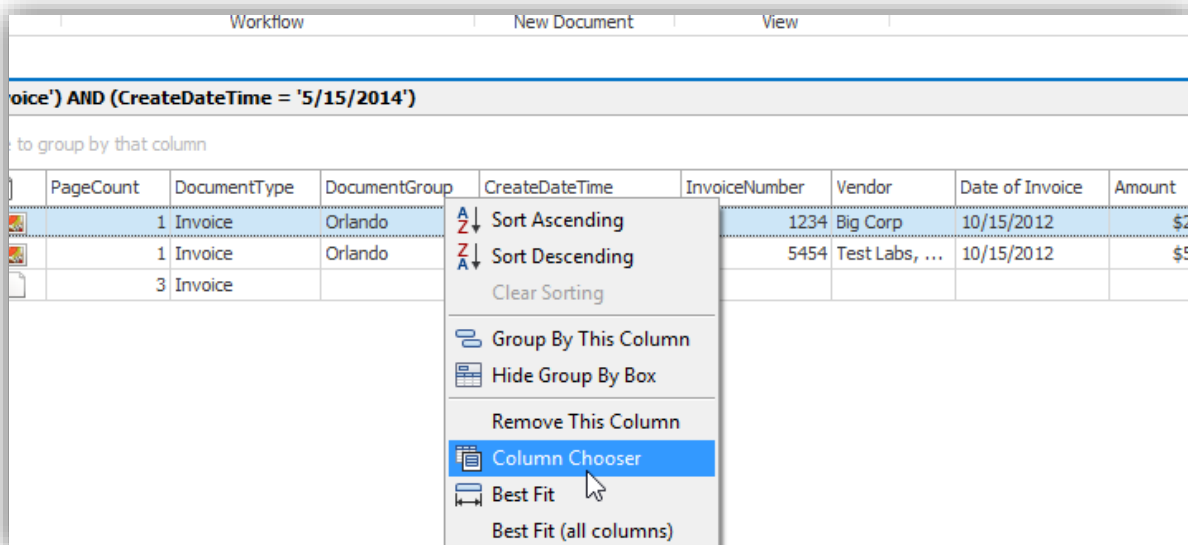 Workflow New Document View
voice') AND (CreateDateTime = '5/15/2014')
to group by that column
PageCount DocumentType DocumentGroup CreateDateTime InvoiceNumber Vendor Date of Invoice Amount
1 Invoice Orlando 1234 Big Corp 10/15/2012 $2
1 Invoice Orlando 5454 Test Labs, ... 10/15/2012 $5
3 Invoice
Sort Ascending
Sort Descending
Clear Sorting
Group By This Column
Hide Group By Box
Remove This Column
Column Chooser
Best Fit
Best Fit (all columns)